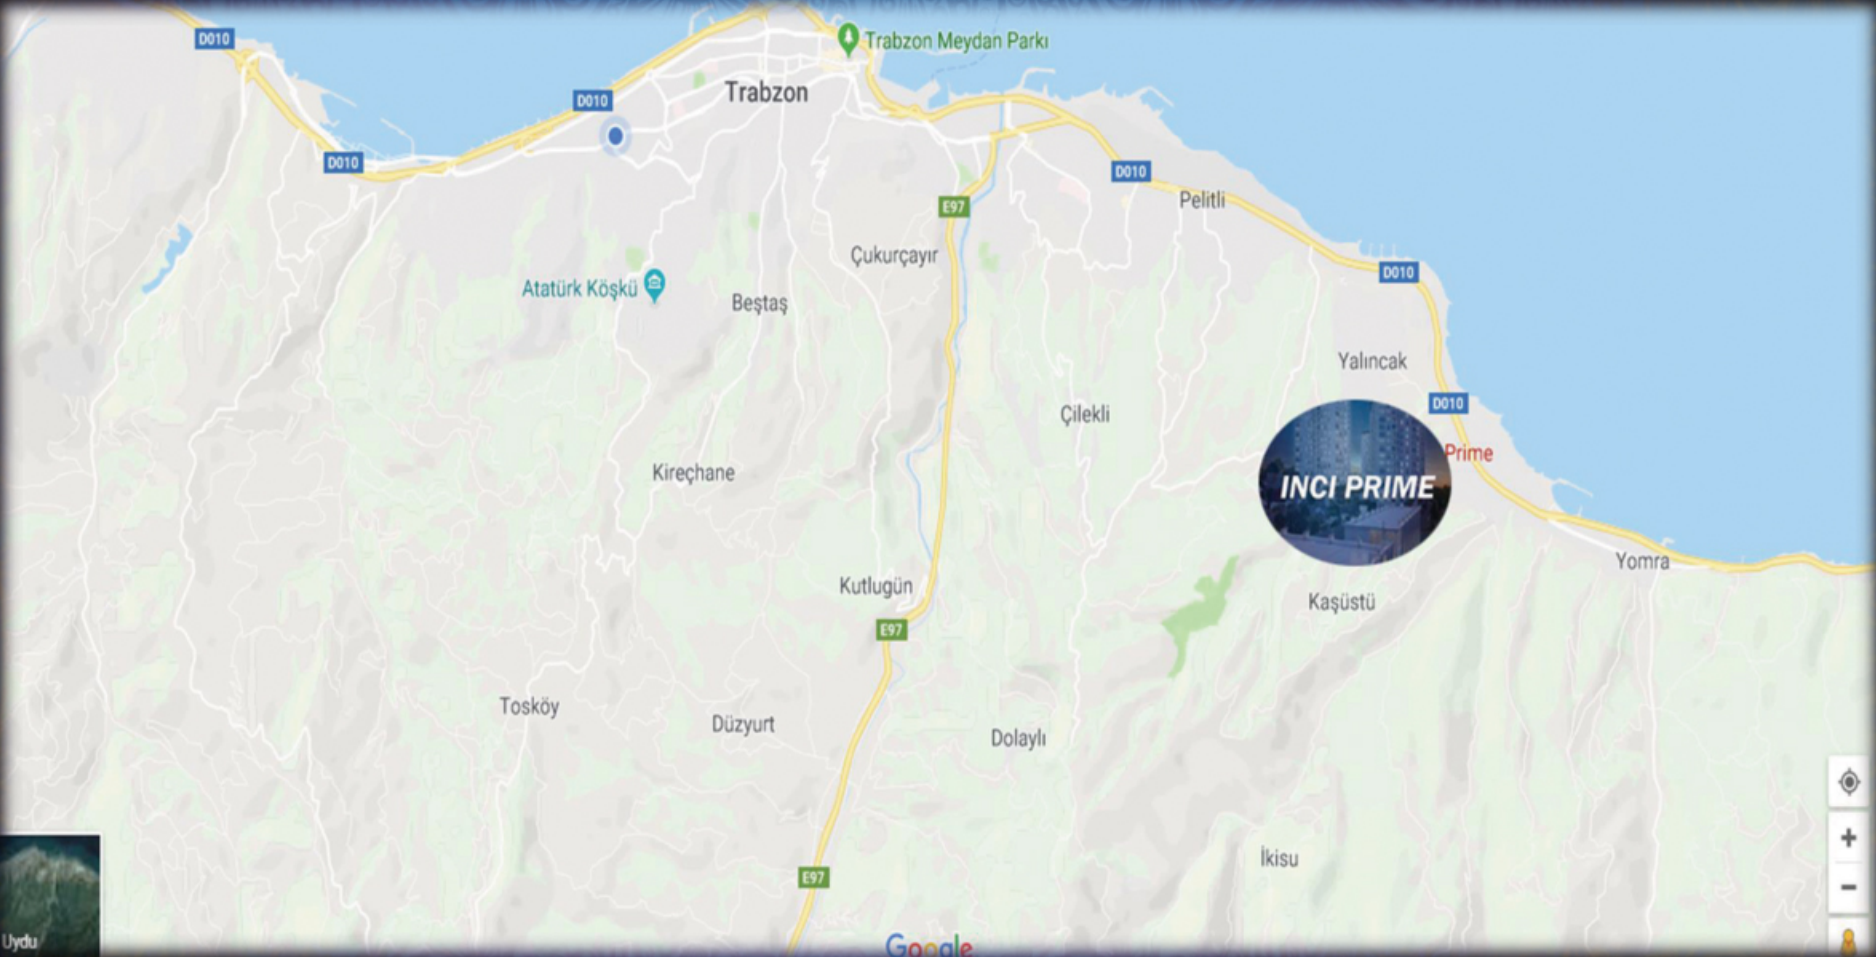 D010
Trabzon Meydan Parkı
Trabzon
D010
D010
D010
Pelitli
E97
Çukurçayır
D010
Atatürk Köşkü
Beştaş
Yalıncak
D010
Çilekli
Prime
Kireçhane
INCI PRIME
Yomra
Kutlugün
Kaşüstü
E97
Tosköy
Düzyurt
Dolaylı
İkisu
E97
Uydu
Google